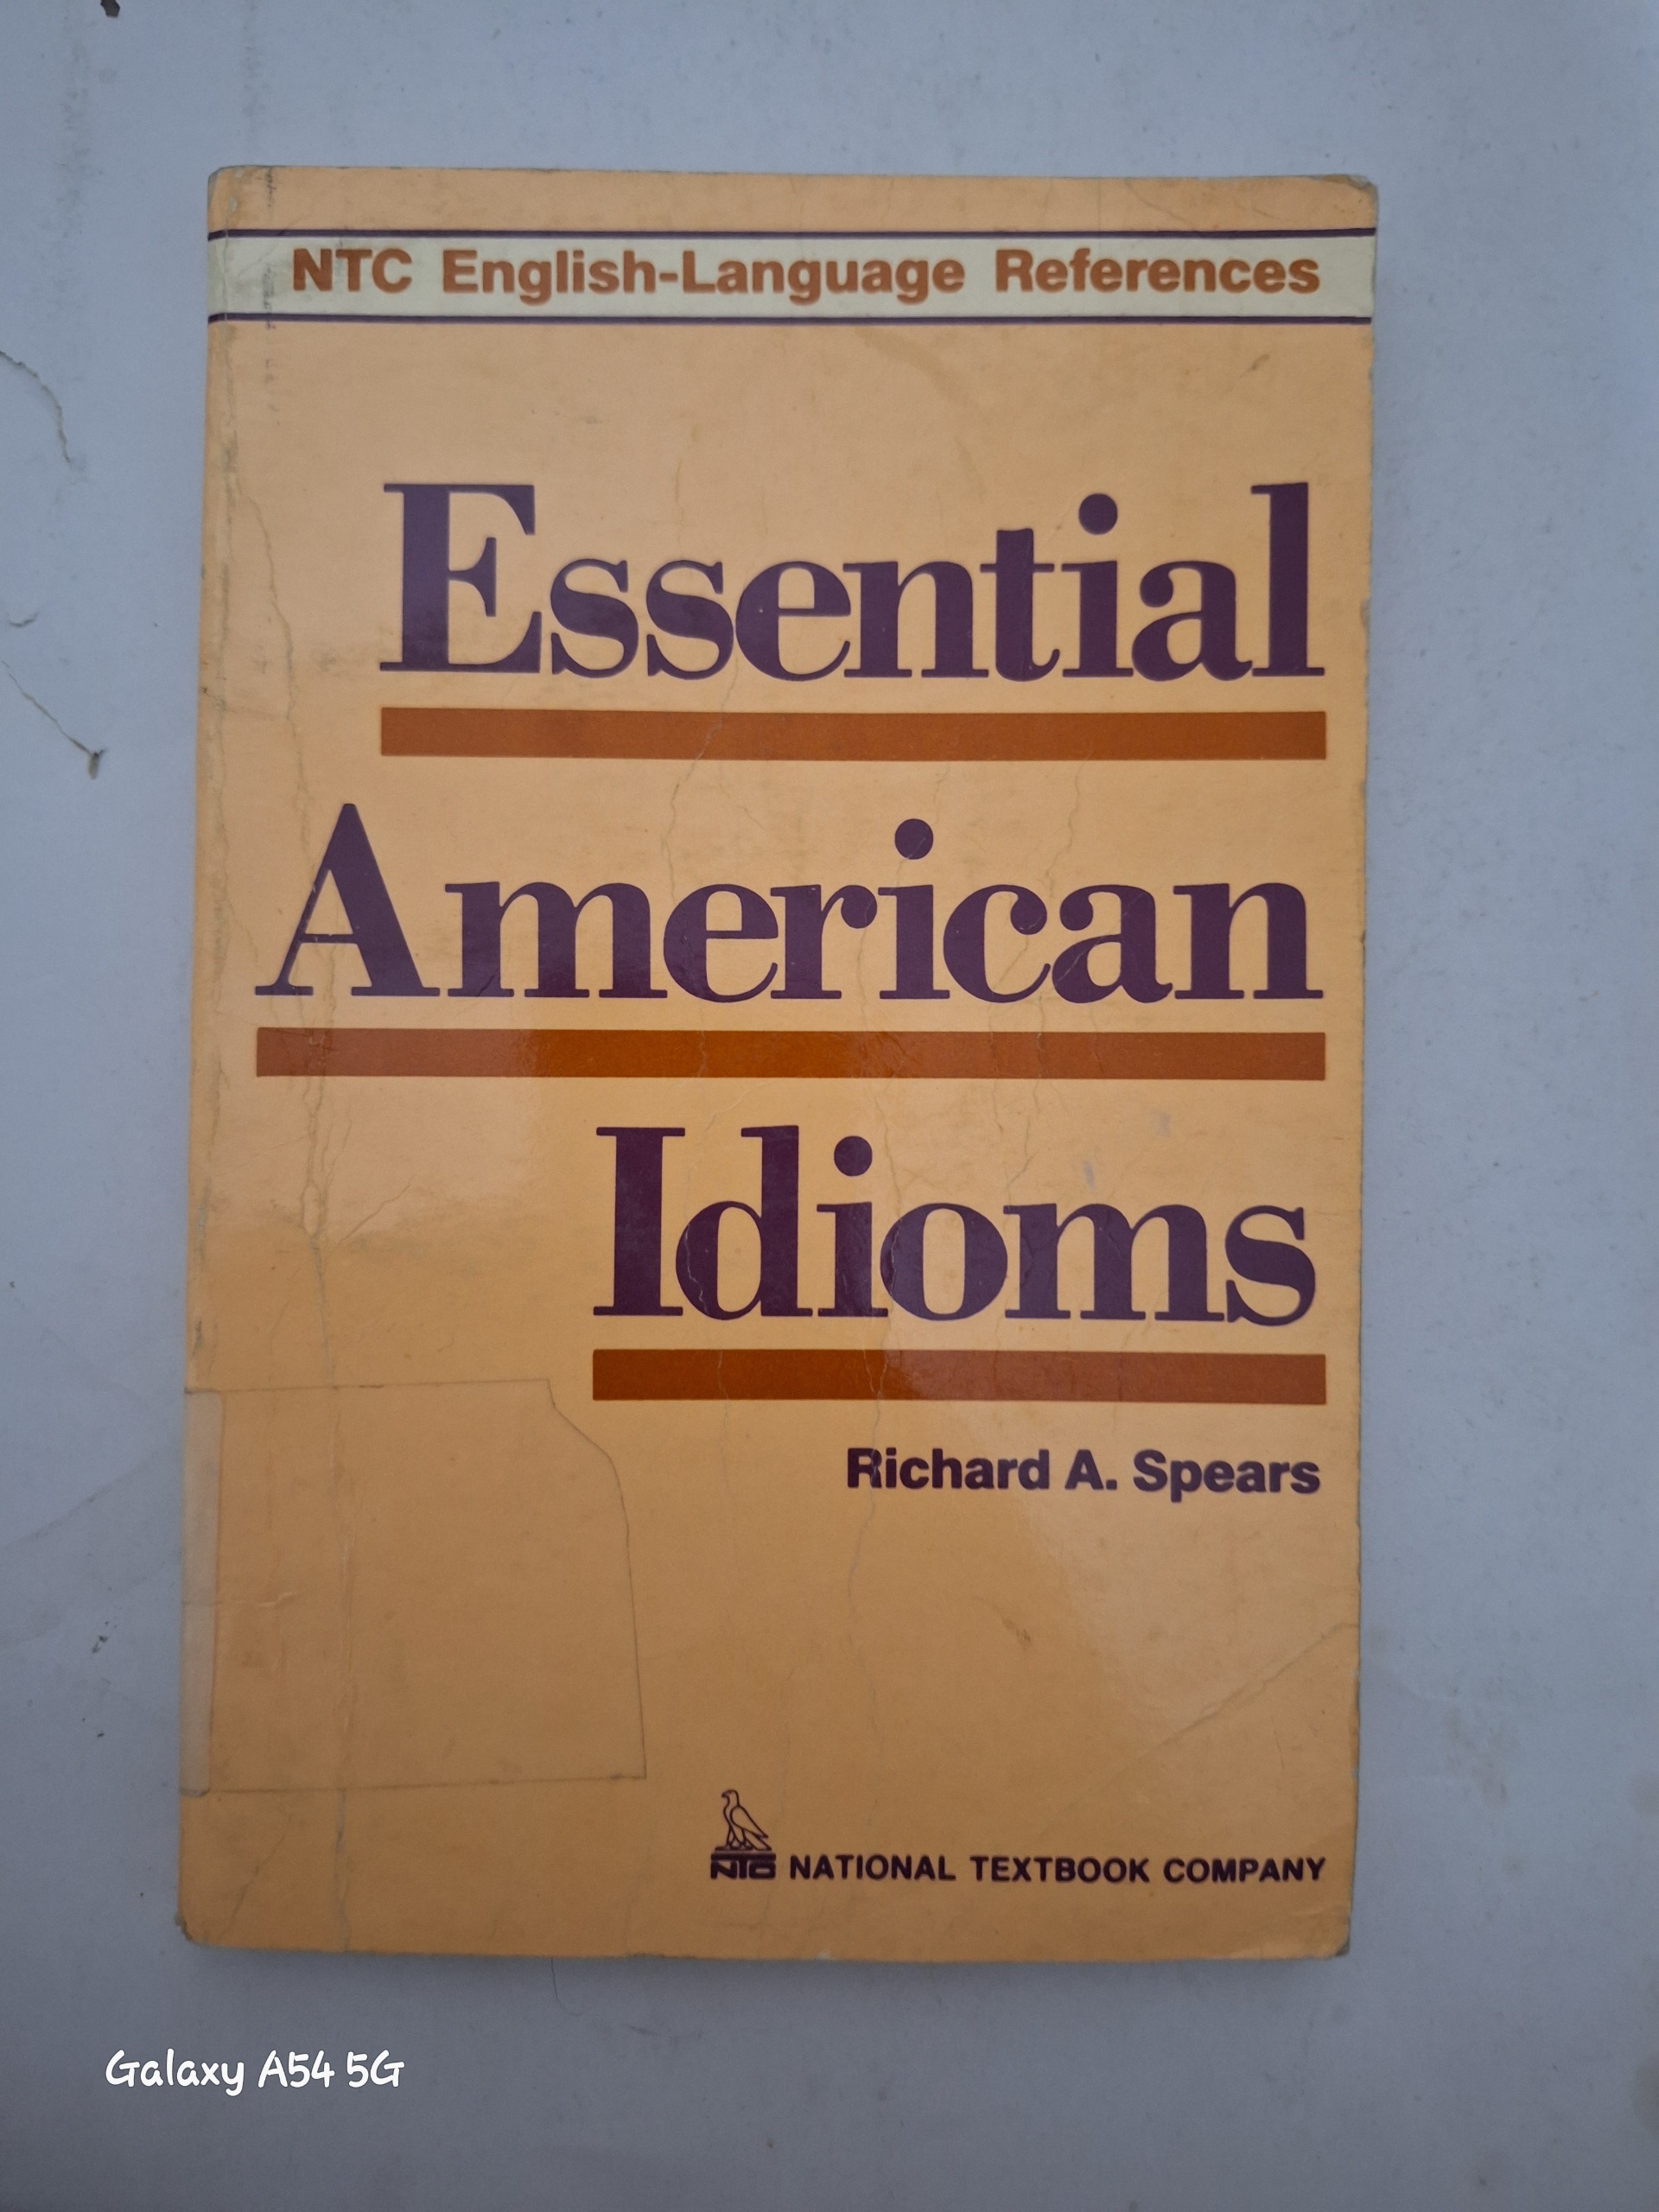 NTC English-Language References
Essential
American
Idioms
Richard A. Spears
NTC NATIONAL TEXTBOOK COMPANY
Galaxy A54 5G